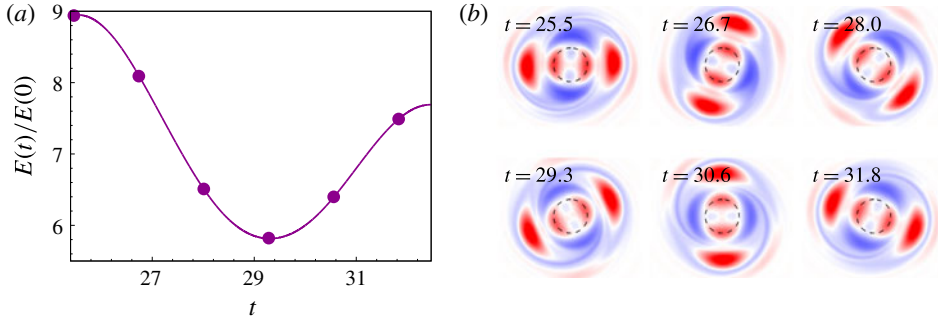 (a)
9
8
7
6
E(t)/E(0)
27
29
31
t
(b)
t = 25.5
t = 26.7
t = 28.0
t = 29.3
t = 30.6
t = 31.8